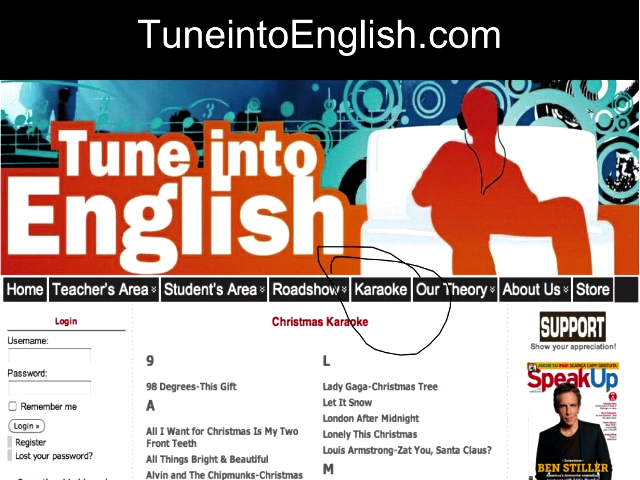 TuneintoEnglish.com
Tune into
English
Home Teacher's Area Student's Area Roadshow Karaoke Our Theory About Us Store
Login
Username:
Password:
Remember me
Login »
Register
Lost your password?
Christmas Karaoke
9
98 Degrees-This Gift
A
All I Want for Christmas Is My Two
Front Teeth
All Things Bright & Beautiful
Alvin and The Chipmunks-Christmas
L
Lady Gaga-Christmas Tree
Let It Snow
London After Midnight
Lonely This Christmas
Louis Armstrong-Zat You, Santa Claus?
M
SUPPORT
Show your appreciation!
SpeakUp
Interview
BEN STILLER